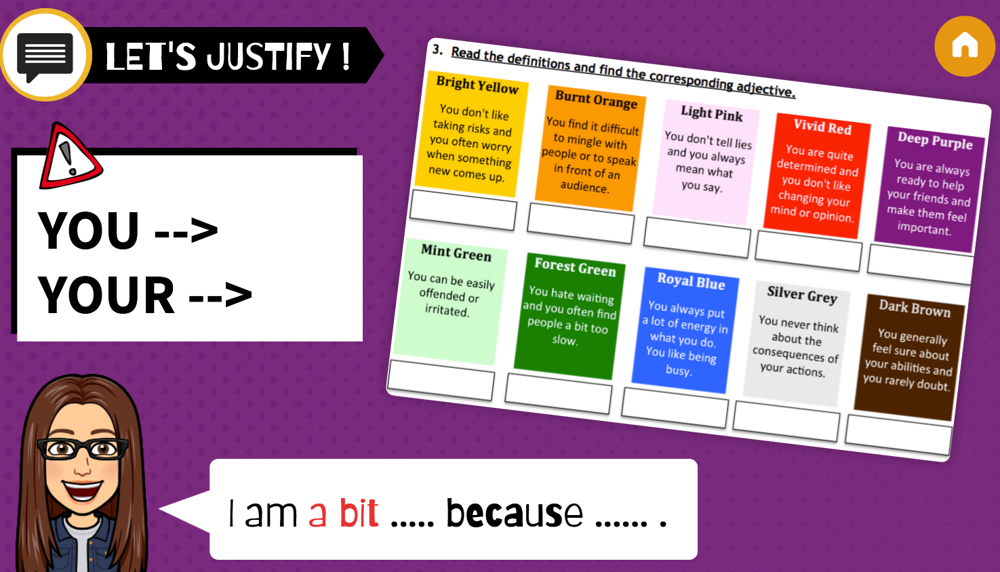 LET'S JUSTIFY !
3. Read the definitions and find the corresponding adjective.
Bright Yellow
You don't like
taking risks and
you often worry
when something
new comes up.
Burnt Orange
You find it difficult
to mingle with
people or to speak
in front of an
audience.
Light Pink
You don't tell lies
and you always
mean what
you say.
Vivid Red
You are quite
determined and
you don't like
changing your
mind or opinion.
Deep Purple
You are always
ready to help
your friends and
make them feel
important.
Mint Green
You can be easily
offended or
irritated.
Forest Green
You hate waiting
and you often find
people a bit too
slow.
Royal Blue
You always put
a lot of energy in
what you do.
You like being
busy.
Silver Grey
You never think
about the
consequences of
your actions.
Dark Brown
You generally
feel sure about
your abilities and
you rarely doubt.
YOU -->
YOUR -->
I am a bit ..... because ...... .